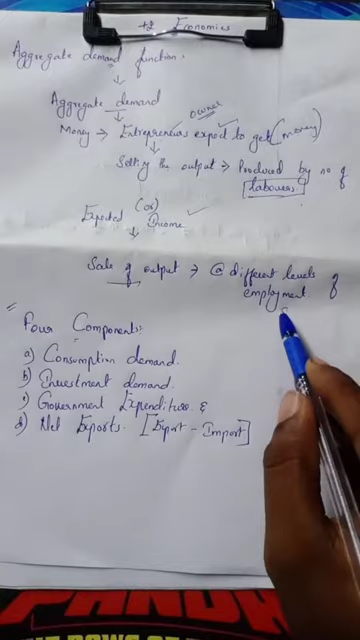 +2 Economics
Aggregate demand function:
Aggregate demand
owner
Money → Entrepreneurs expect to get (money)
Selling the output → Produced by no of
labourers
(or)
Expected Income
Sale of output → @ different levels of
employment
Four Components:
a) Consumption demand.
b) Investment demand.
c) Government Expenditure &
d) Net Exports. [Export - Import]
PANDA